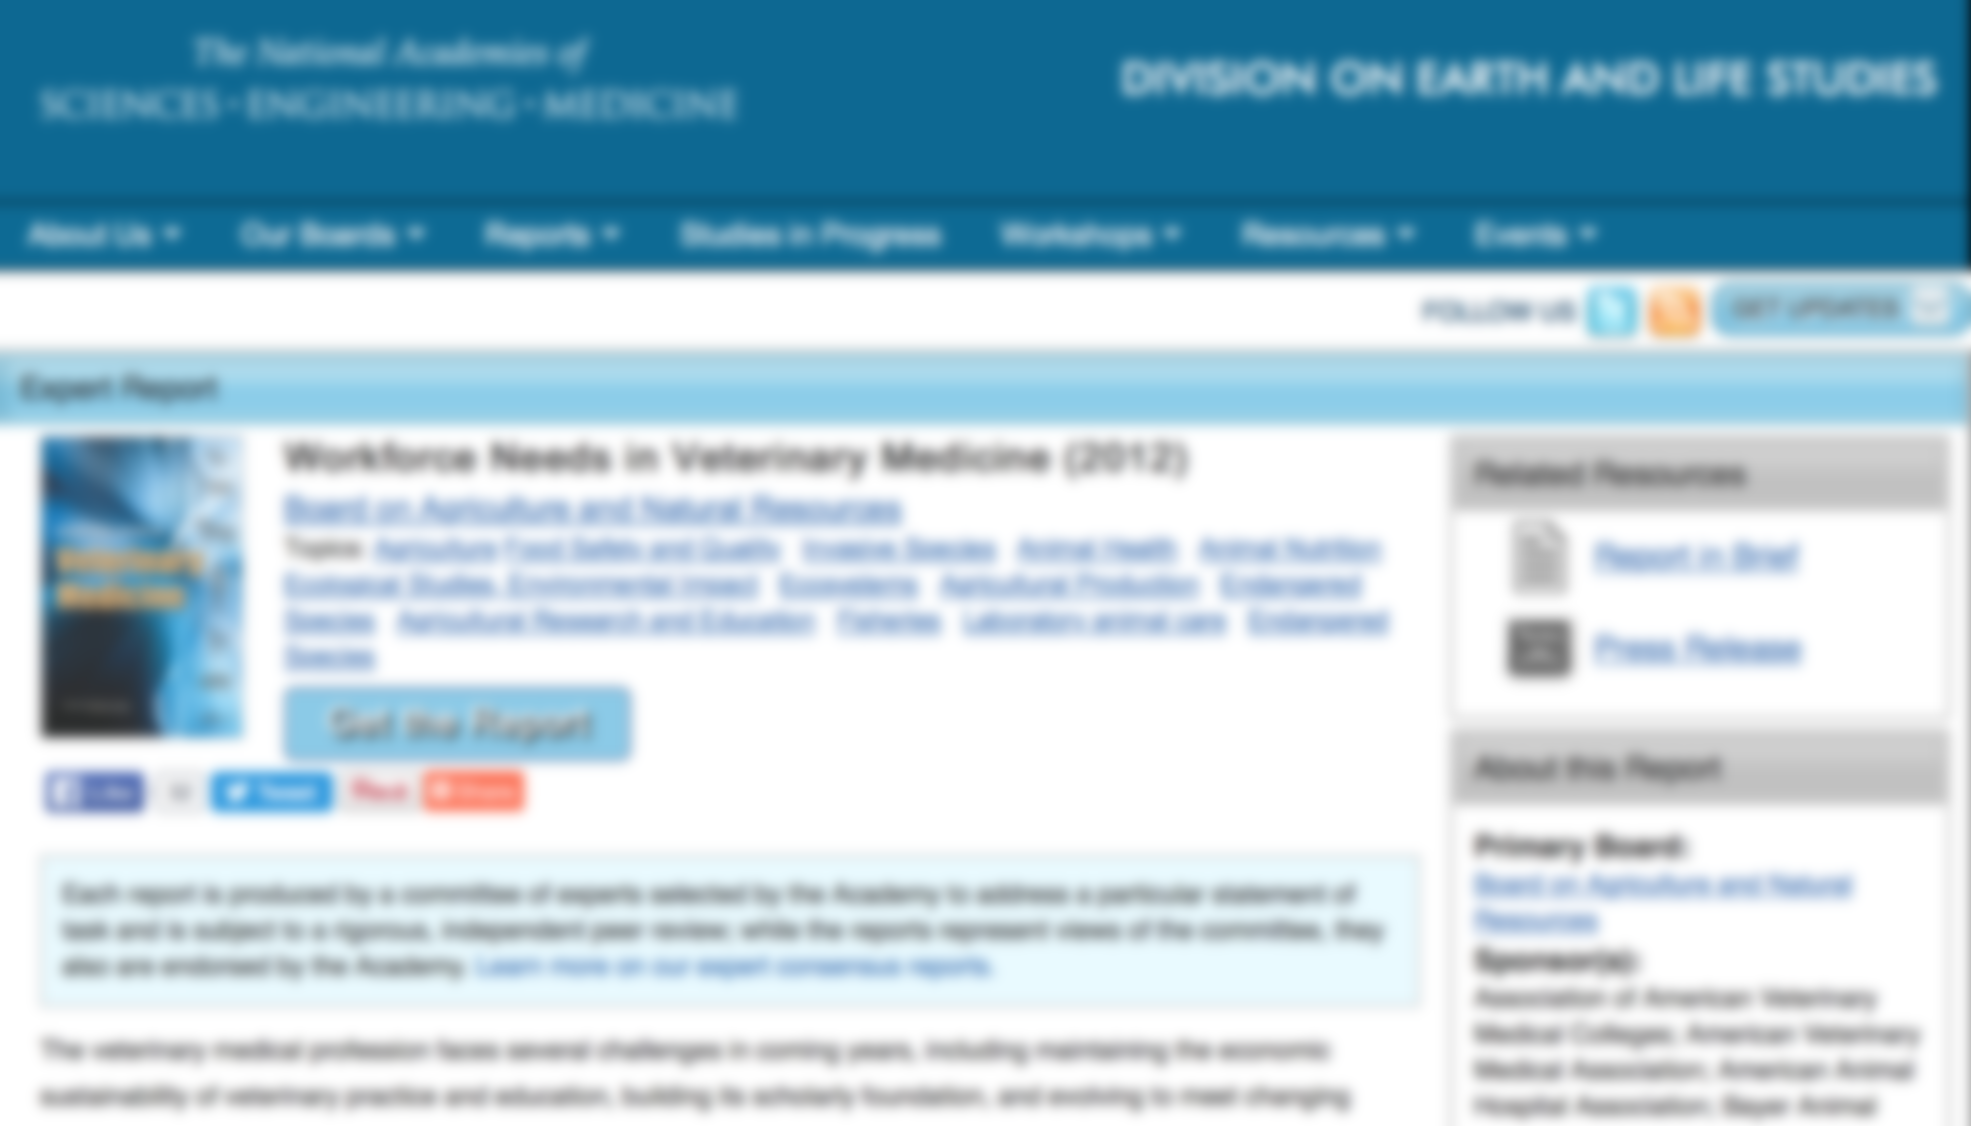 The National Academies of
SCIENCES · ENGINEERING · MEDICINE
DIVISION ON EARTH AND LIFE STUDIES
About Us
Our Boards
Reports
Studies in Progress
Workshops
Resources
Events
FOLLOW US
GET UPDATES
Expert Report
Veterinary
Medicine
Workforce Needs in Veterinary Medicine (2012)
Board on Agriculture and Natural Resources
Topics: Agriculture Food Safety and Quality Invasive Species Animal Health Animal Nutrition
Ecological Studies, Environmental Impact Ecosystems Agricultural Production Endangered
Species Agricultural Research and Education Fisheries Laboratory animal care Endangered
Species
Get the Report
Like
Tweet
Pin it
Share
Each report is produced by a committee of experts selected by the Academy to address a particular statement of
task and is subject to a rigorous, independent peer review; while the reports represent views of the committee, they
also are endorsed by the Academy. Learn more on our expert consensus reports.
The veterinary medical profession faces several challenges in coming years, including maintaining the economic
sustainability of veterinary practice and education, building its scholarly foundation, and evolving to meet changing
Related Resources
Report in Brief
Press Release
About this Report
Primary Board:
Board on Agriculture and Natural
Resources
Sponsor(s):
Association of American Veterinary
Medical Colleges; American Veterinary
Medical Association; American Animal
Hospital Association; Bayer Animal